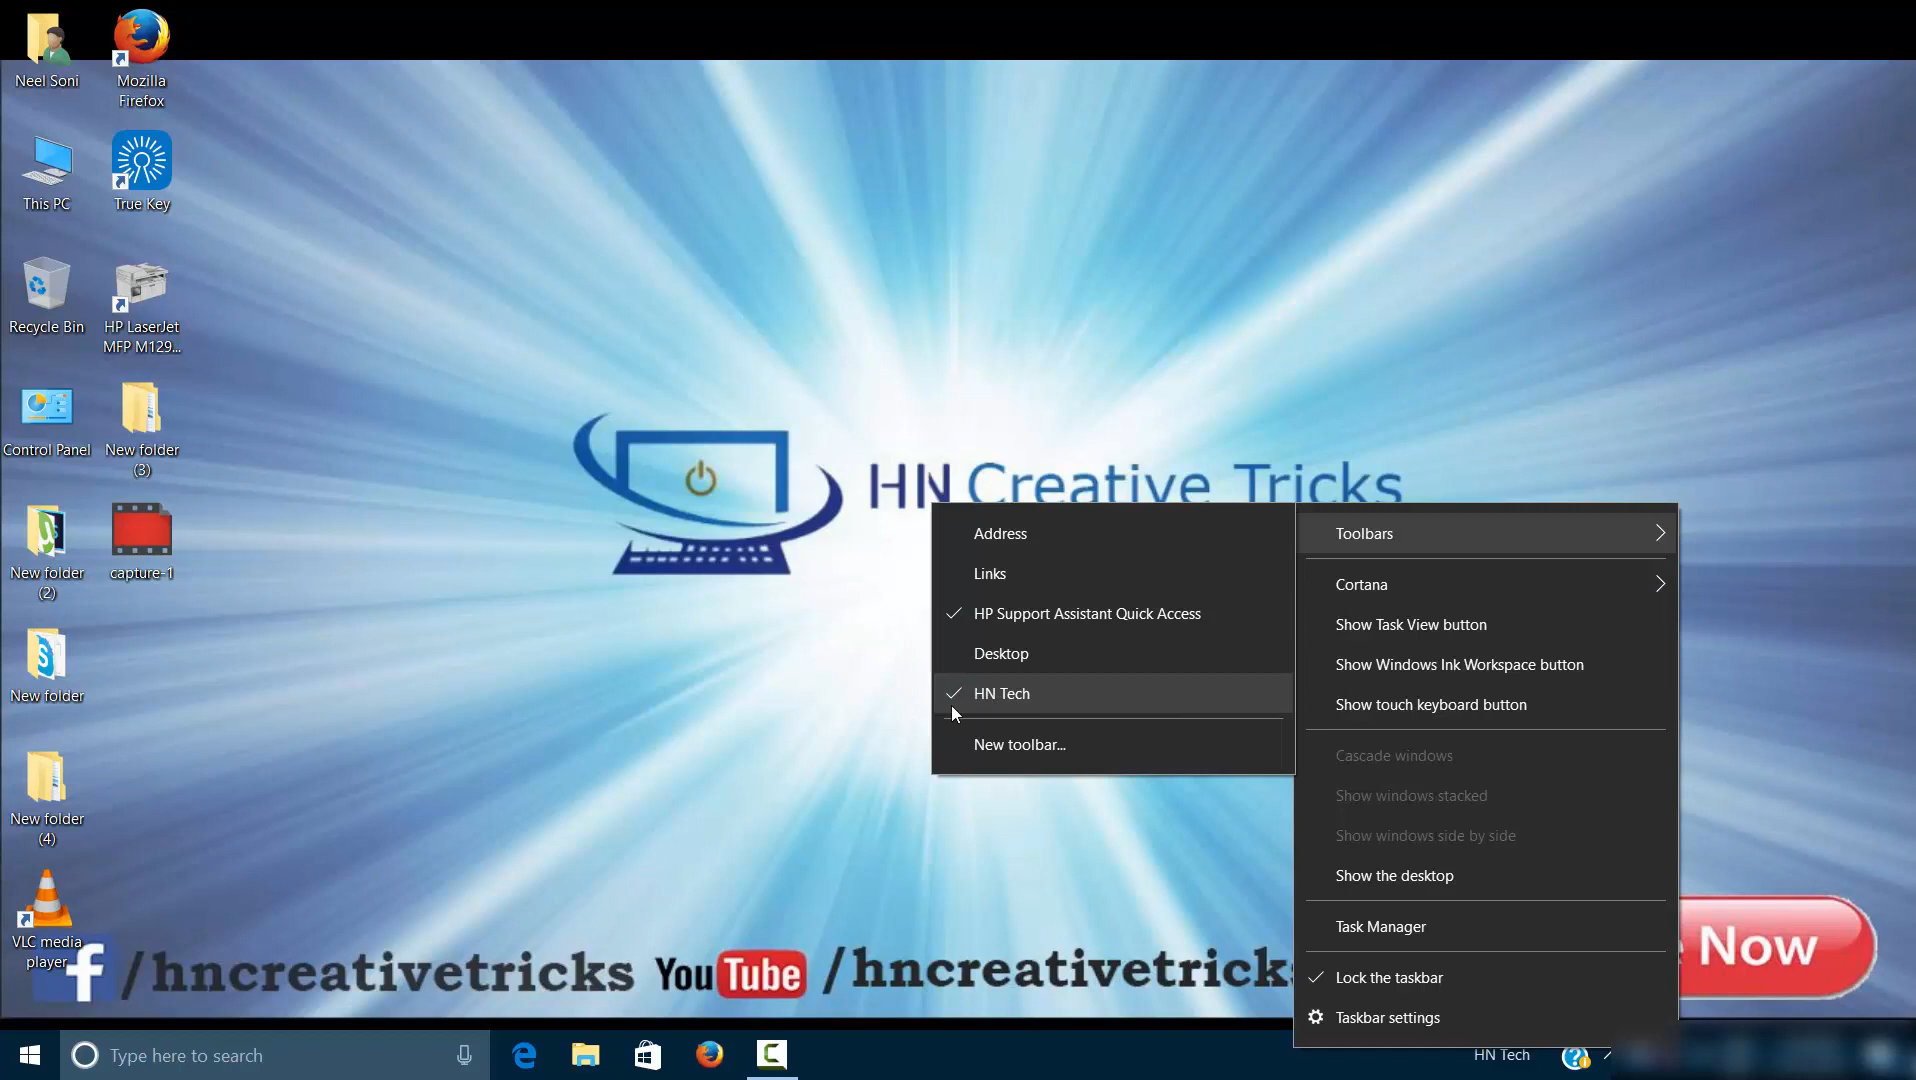 Neel Soni
Mozilla
Firefox
This PC
True Key
Recycle Bin
HP LaserJet
MFP M129...
Control Panel
New folder
(3)
New folder
(2)
capture-1
New folder
New folder
(4)
VLC media
player
HN Creative Tricks
Address
Links
HP Support Assistant Quick Access
Desktop
HN Tech
New toolbar...
Toolbars
Cortana
Show Task View button
Show Windows Ink Workspace button
Show touch keyboard button
Cascade windows
Show windows stacked
Show windows side by side
Show the desktop
Task Manager
Lock the taskbar
Taskbar settings
f /hncreativetricks YouTube /hncreativetricks
Now
Type here to search
HN Tech